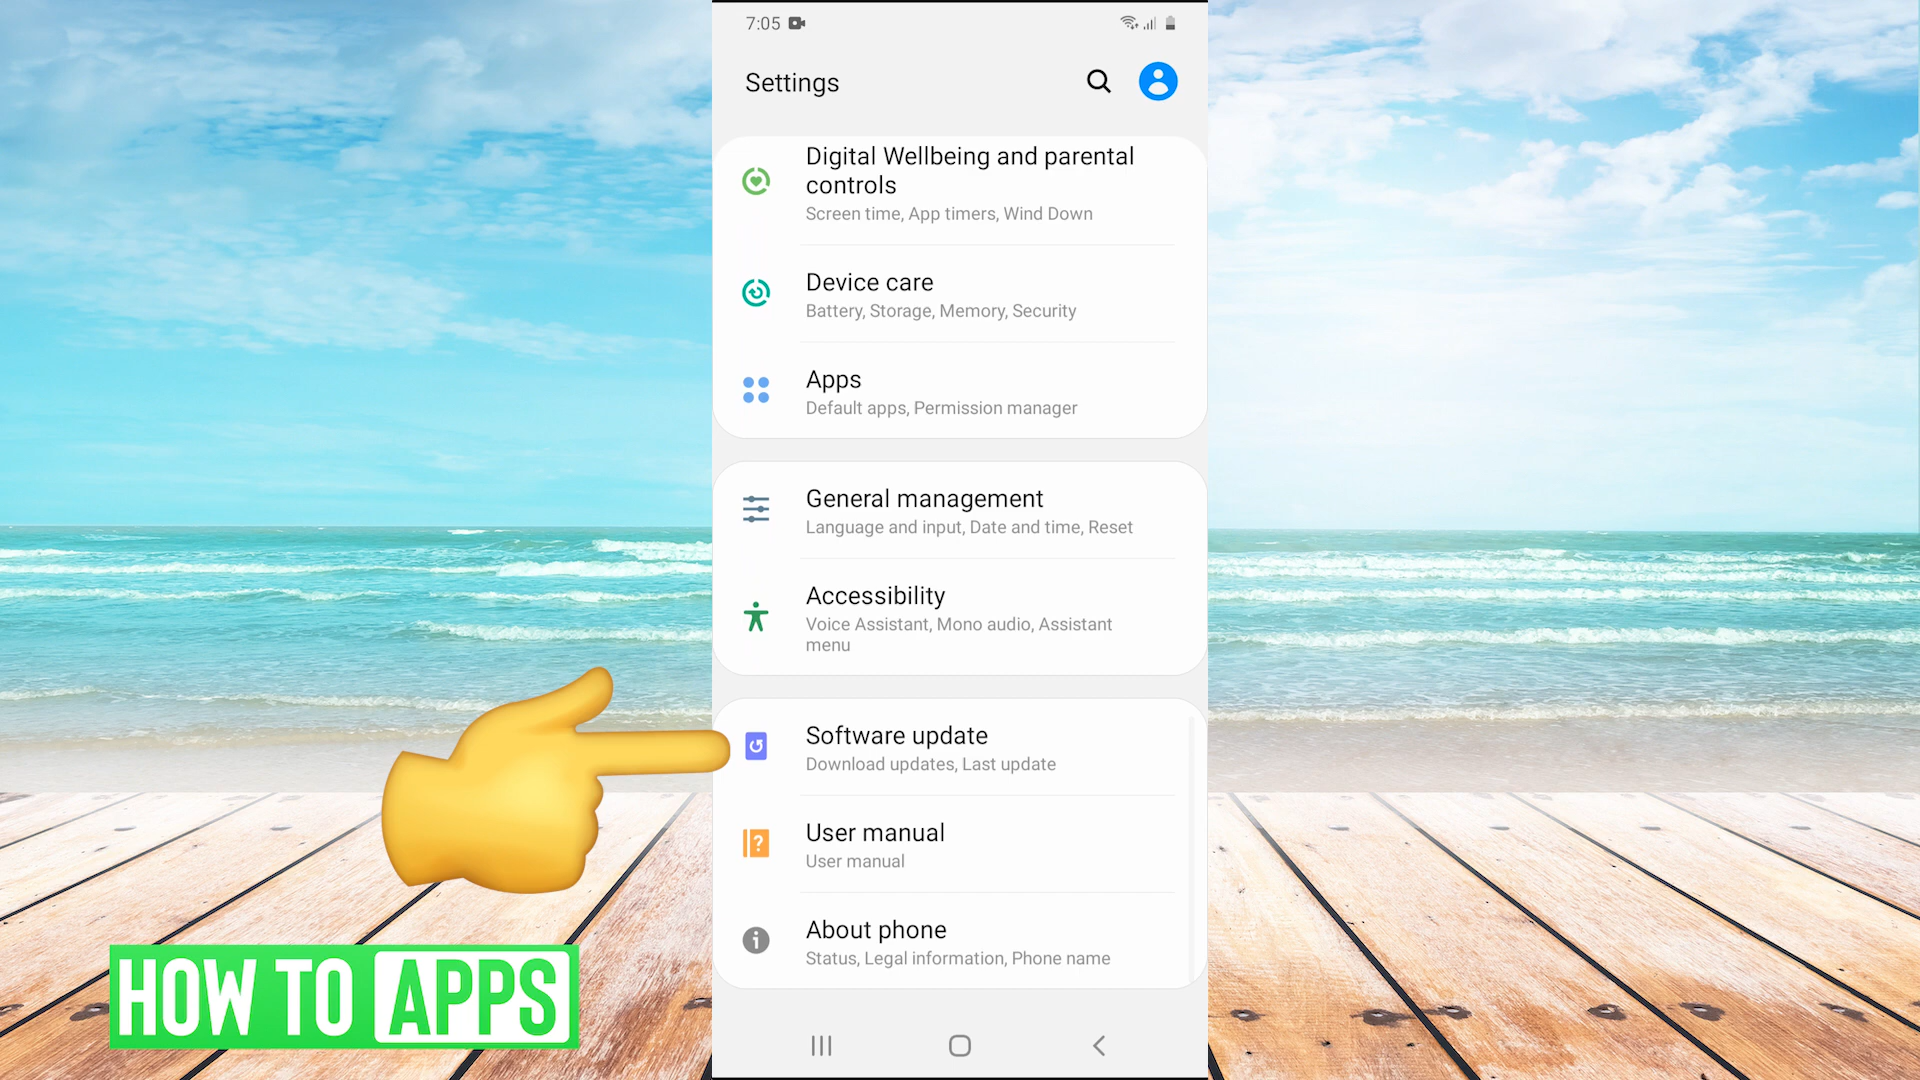 7:05
Settings
Digital Wellbeing and parental
controls
Screen time, App timers, Wind Down
Device care
Battery, Storage, Memory, Security
Apps
Default apps, Permission manager
General management
Language and input, Date and time, Reset
Accessibility
Voice Assistant, Mono audio, Assistant
menu
Software update
Download updates, Last update
User manual
User manual
About phone
Status, Legal information, Phone name
HOW TO APPS